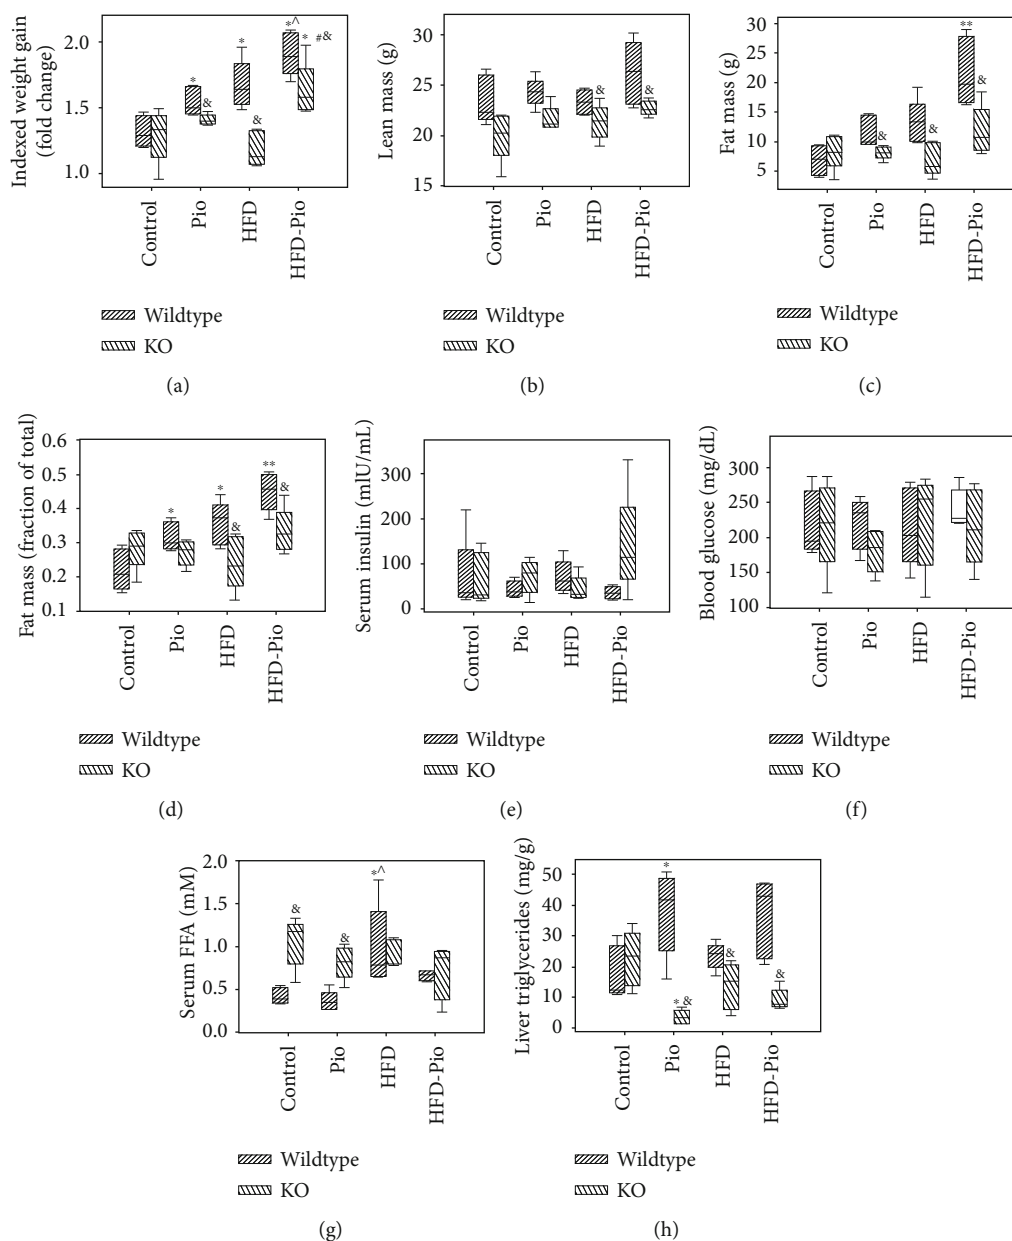 Indexed weight gain
(fold change)
2.0
1.5
1.0
*
&
*
&
*^
*
#&
Control
Pio
HFD
HFD-Pio
Wildtype
KO
(a)
Lean mass (g)
30
25
20
15
&
&
Control
Pio
HFD
HFD-Pio
Wildtype
KO
(b)
Fat mass (g)
30
25
20
15
10
5
&
&
**
&
Control
Pio
HFD
HFD-Pio
Wildtype
KO
(c)
Fat mass (fraction of total)
0.6
0.5
0.4
0.3
0.2
0.1
*
*
&
**
&
Control
Pio
HFD
HFD-Pio
Wildtype
KO
(d)
Serum insulin (mIU/mL)
300
200
100
0
Control
Pio
HFD
HFD-Pio
Wildtype
KO
(e)
Blood glucose (mg/dL)
300
250
200
150
100
Control
Pio
HFD
HFD-Pio
Wildtype
KO
(f)
Serum FFA (mM)
2.0
1.5
1.0
0.5
0.0
&
&
*^
Control
Pio
HFD
HFD-Pio
Wildtype
KO
(g)
Liver triglycerides (mg/g)
50
40
30
20
10
0
*
* &
&
&
Control
Pio
HFD
HFD-Pio
Wildtype
KO
(h)